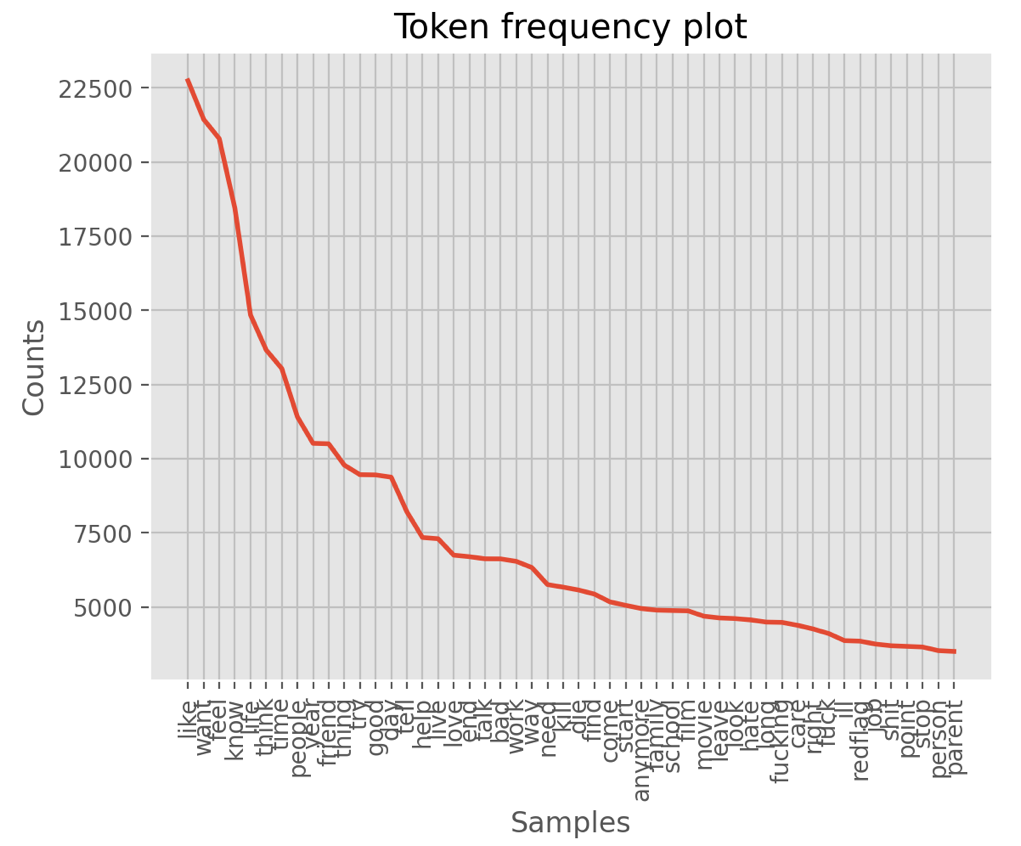 Token frequency plot
22500
20000
17500
15000
12500
10000
7500
5000
Counts
like
want
feel
know
life
think
time
people
year
friend
thing
try
good
day
tell
help
live
love
end
talk
bad
work
way
need
kill
die
find
come
start
anymore
family
school
film
movie
leave
look
hate
long
fucking
care
right
fuck
ill
redflag
job
shit
point
stop
person
parent
Samples